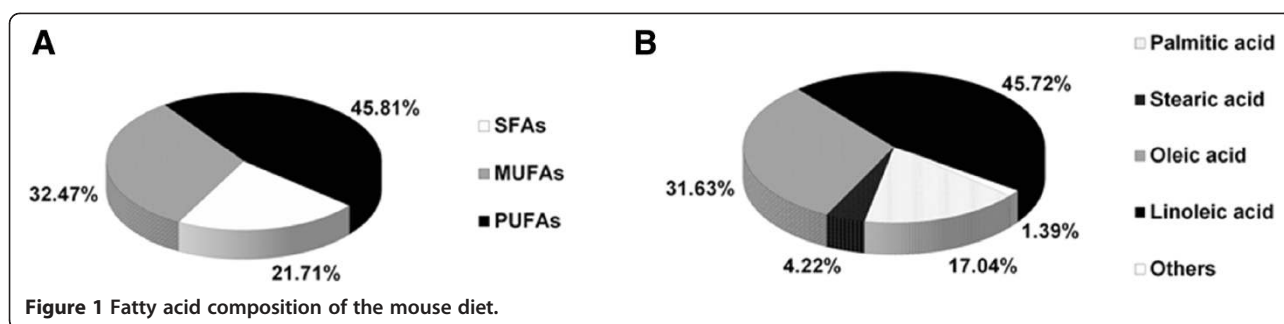 A
45.81%
32.47%
21.71%
SFAs
MUFAs
PUFAs
B
45.72%
31.63%
4.22%
17.04%
1.39%
Palmitic acid
Stearic acid
Oleic acid
Linoleic acid
Others
Figure 1 Fatty acid composition of the mouse diet.